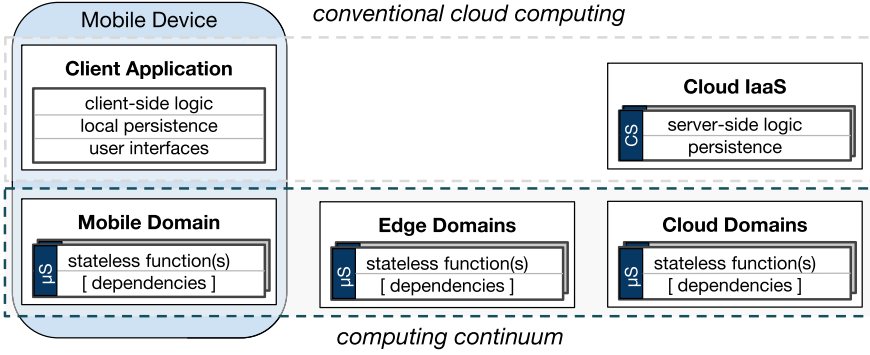 Mobile Device
conventional cloud computing
Client Application
client-side logic
local persistence
user interfaces
Cloud IaaS
CS
server-side logic
persistence
Mobile Domain
µS
stateless function(s)
[ dependencies ]
Edge Domains
µS
stateless function(s)
[ dependencies ]
Cloud Domains
µS
stateless function(s)
[ dependencies ]
computing continuum